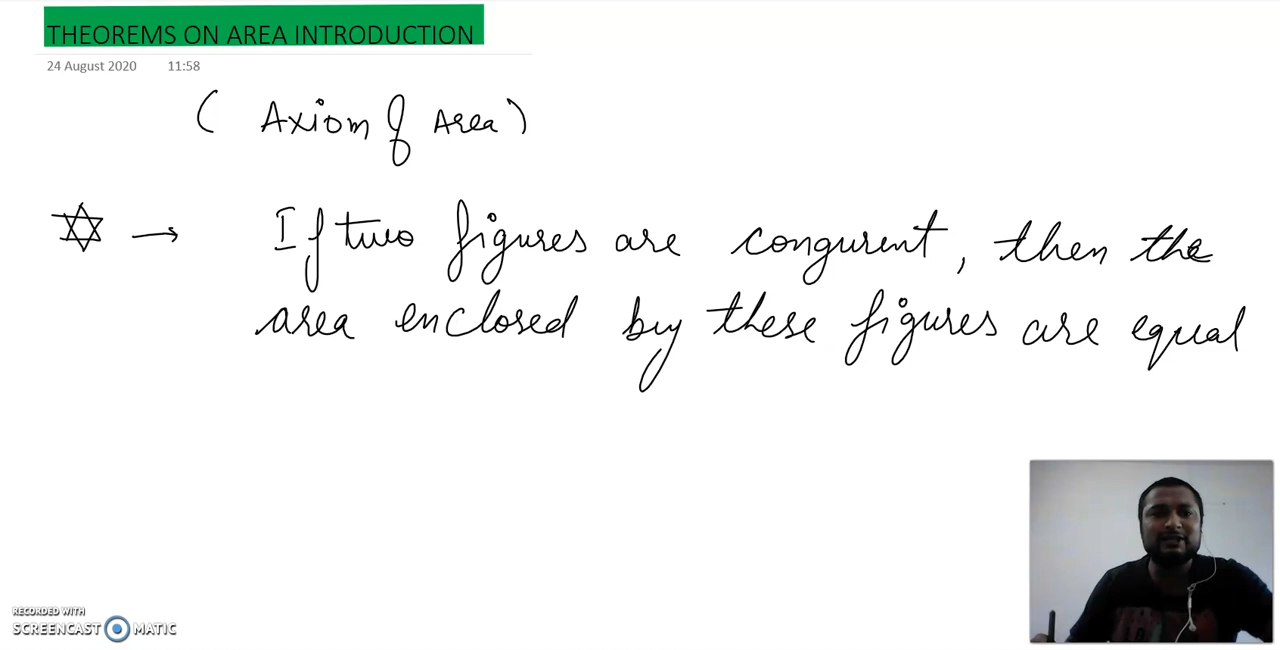 THEOREMS ON AREA INTRODUCTION
24 August 2020 11:58
( Axiom of Area )
→ If two figures are congurent, then the
area enclosed by these figures are equal
RECORDED WITH
SCREENCAST MATIC